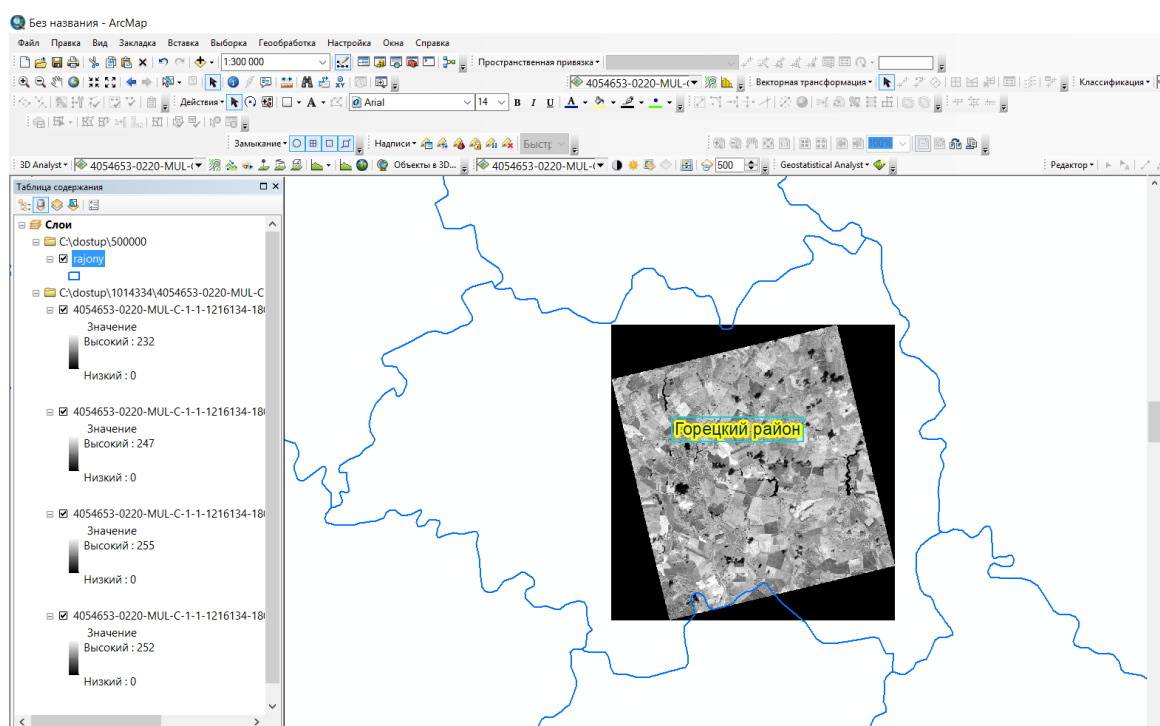 Без названия - ArcMap
Файл Правка Вид Закладка Вставка Выборка Геообработка Настройка Окна Справка
1:300 000 Пространственная привязка
4054653-0220-MUL-( Векторная трансформация Классификация
Действия A Arial 14 B I U A
Замыкание Надписи Быстр 100%
3D Analyst 4054653-0220-MUL-( Объекты в 3D... 4054653-0220-MUL-( 500 Geostatistical Analyst Редактор
Таблица содержания
Слои
C:\dostup\500000
rajony
C:\dostup\1014334\4054653-0220-MUL-C
4054653-0220-MUL-C-1-1-1216134-180
Значение
Высокий : 232
Низкий : 0
4054653-0220-MUL-C-1-1-1216134-180
Значение
Высокий : 247
Низкий : 0
4054653-0220-MUL-C-1-1-1216134-180
Значение
Высокий : 255
Низкий : 0
4054653-0220-MUL-C-1-1-1216134-180
Значение
Высокий : 252
Низкий : 0
Горецкий район